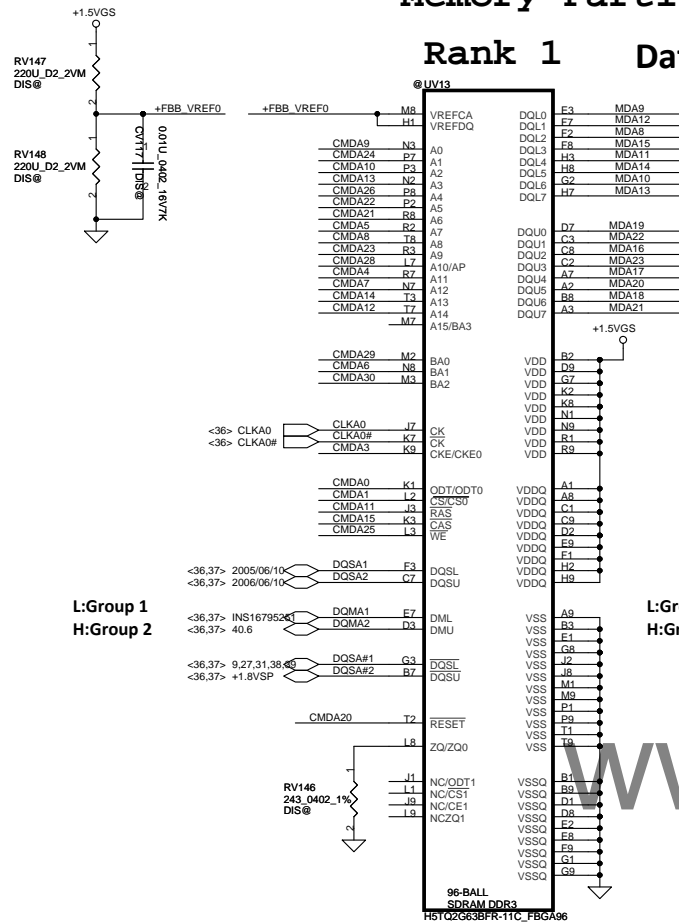 Memory Parti
Rank 1
Dat
+1.5VGS
RV147
220U_D2_2VM
DIS@
1
2
+FBB_VREF0
+FBB_VREF0
RV148
220U_D2_2VM
DIS@
1
2
CV117
DIS@
0.01U_0402_16V7K
1
2
@UV13
M8 VREFCA
H1 VREFDQ
CMDA9 N3 A0
CMDA24 P7 A1
CMDA10 P3 A2
CMDA13 N2 A3
CMDA26 P8 A4
CMDA22 P2 A5
CMDA21 R8 A6
CMDA5 R2 A7
CMDA8 T8 A8
CMDA23 R3 A9
CMDA28 L7 A10/AP
CMDA4 R7 A11
CMDA7 N7 A12
CMDA14 T3 A13
CMDA12 T7 A14
M7 A15/BA3
DQL0 E3 MDA9
DQL1 F7 MDA12
DQL2 F2 MDA8
DQL3 F8 MDA15
DQL4 H3 MDA11
DQL5 H8 MDA14
DQL6 G2 MDA10
DQL7 H7 MDA13
DQU0 D7 MDA19
DQU1 C3 MDA22
DQU2 C8 MDA16
DQU3 C2 MDA23
DQU4 A7 MDA17
DQU5 A2 MDA20
DQU6 B8 MDA18
DQU7 A3 MDA21
+1.5VGS
CMDA29 M2 BA0
CMDA6 N8 BA1
CMDA30 M3 BA2
VDD B2
VDD D9
VDD G7
VDD K2
VDD K8
VDD N1
VDD N9
VDD R1
VDD R9
<36> CLKA0 CLKA0 J7 CK
<36> CLKA0# CLKA0# K7 CK
CMDA3 K9 CKE/CKE0
CMDA0 K1 ODT/ODT0
CMDA1 L2 CS/CS0
CMDA11 J3 RAS
CMDA15 K3 CAS
CMDA25 L3 WE
VDDQ A1
VDDQ A8
VDDQ C1
VDDQ C9
VDDQ D2
VDDQ E9
VDDQ F1
VDDQ H2
VDDQ H9
<36,37> 2005/06/10 DQSA1 F3 DQSL
<36,37> 2006/06/10 DQSA2 C7 DQSU
L:Group 1
H:Group 2
<36,37> INS16795251 DQMA1 E7 DML
<36,37> 40.6 DQMA2 D3 DMU
<36,37> 9,27,31,38,39 DQSA#1 G3 DQSL
<36,37> +1.8VSP DQSA#2 B7 DQSU
VSS A9
VSS B3
VSS E1
VSS G8
VSS J2
VSS J8
VSS M1
VSS M9
VSS P1
VSS P9
VSS T1
VSS T9
L:Gr
H:Gr
CMDA20 T2 RESET
L8 ZQ/ZQ0
RV146
243_0402_1%
DIS@
1
2
J1 NC/ODT1
L1 NC/CS1
J9 NC/CE1
L9 NCZQ1
VSSQ B1
VSSQ B9
VSSQ D1
VSSQ D8
VSSQ E2
VSSQ E8
VSSQ F9
VSSQ G1
VSSQ G9
96-BALL
SDRAM DDR3
H5TQ2G63BFR-11C_FBGA96